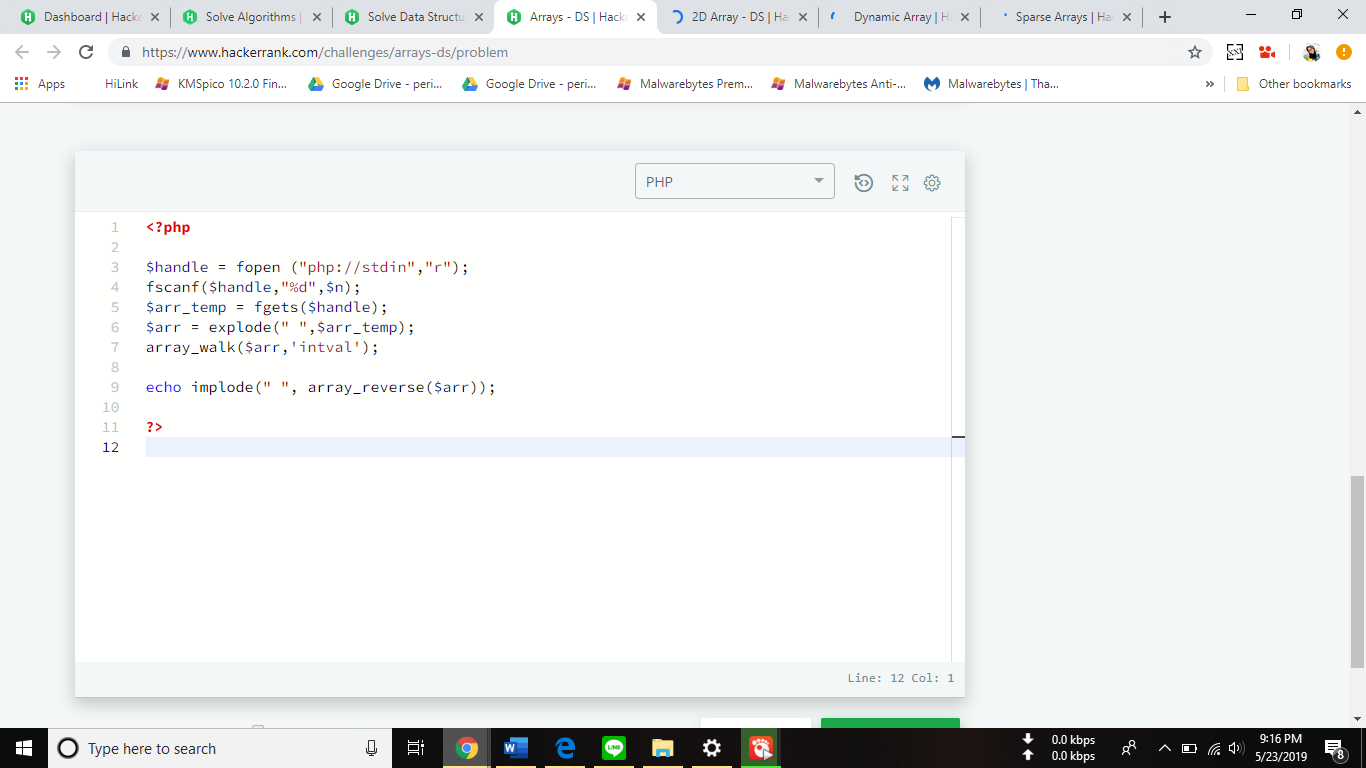 Dashboard | Hacke
Solve Algorithms |
Solve Data Structu
Arrays - DS | Hack
2D Array - DS | Ha
Dynamic Array | H
Sparse Arrays | Ha
https://www.hackerrank.com/challenges/arrays-ds/problem
Apps
HiLink
KMSpico 10.2.0 Fin...
Google Drive - peri...
Google Drive - peri...
Malwarebytes Prem...
Malwarebytes Anti-...
Malwarebytes | Tha...
»
Other bookmarks
PHP
1 <?php
2
3 $handle = fopen ("php://stdin","r");
4 fscanf($handle,"%d",$n);
5 $arr_temp = fgets($handle);
6 $arr = explode(" ",$arr_temp);
7 array_walk($arr,'intval');
8
9 echo implode(" ", array_reverse($arr));
10
11 ?>
12
Line: 12 Col: 1
Type here to search
W
LINE
0.0 kbps
0.0 kbps
9:16 PM
5/23/2019
8